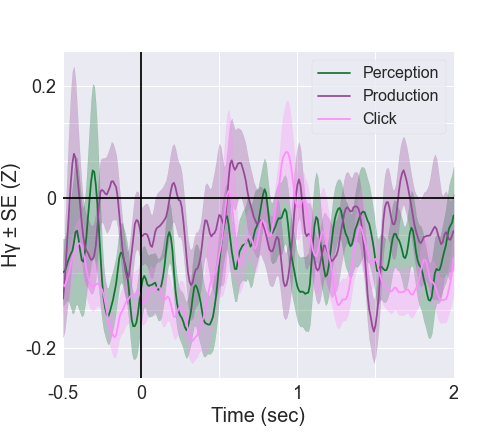 Perception
Production
Click
0.2
0
-0.2
Hγ ± SE (Z)
-0.5
0
1
2
Time (sec)